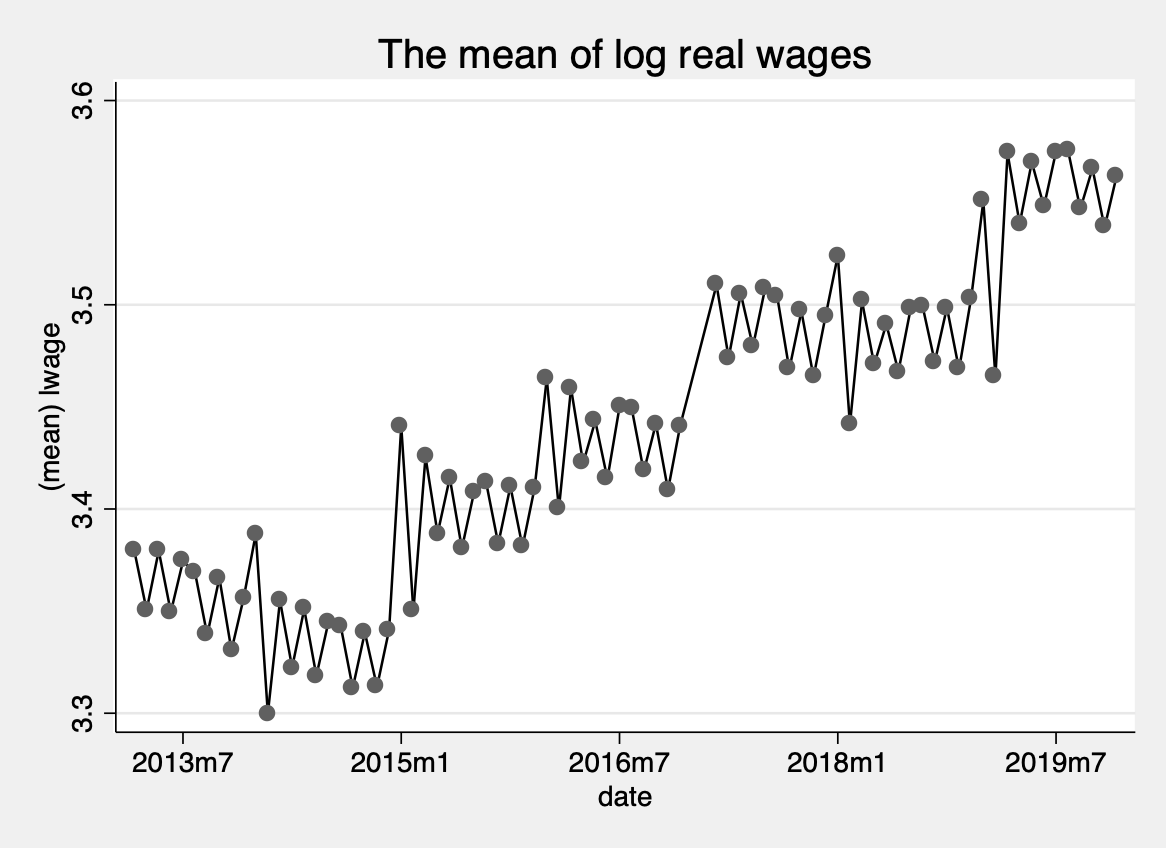 The mean of log real wages
3.6
3.5
3.4
3.3
(mean) lwage
2013m7 2015m1 2016m7 2018m1 2019m7
date